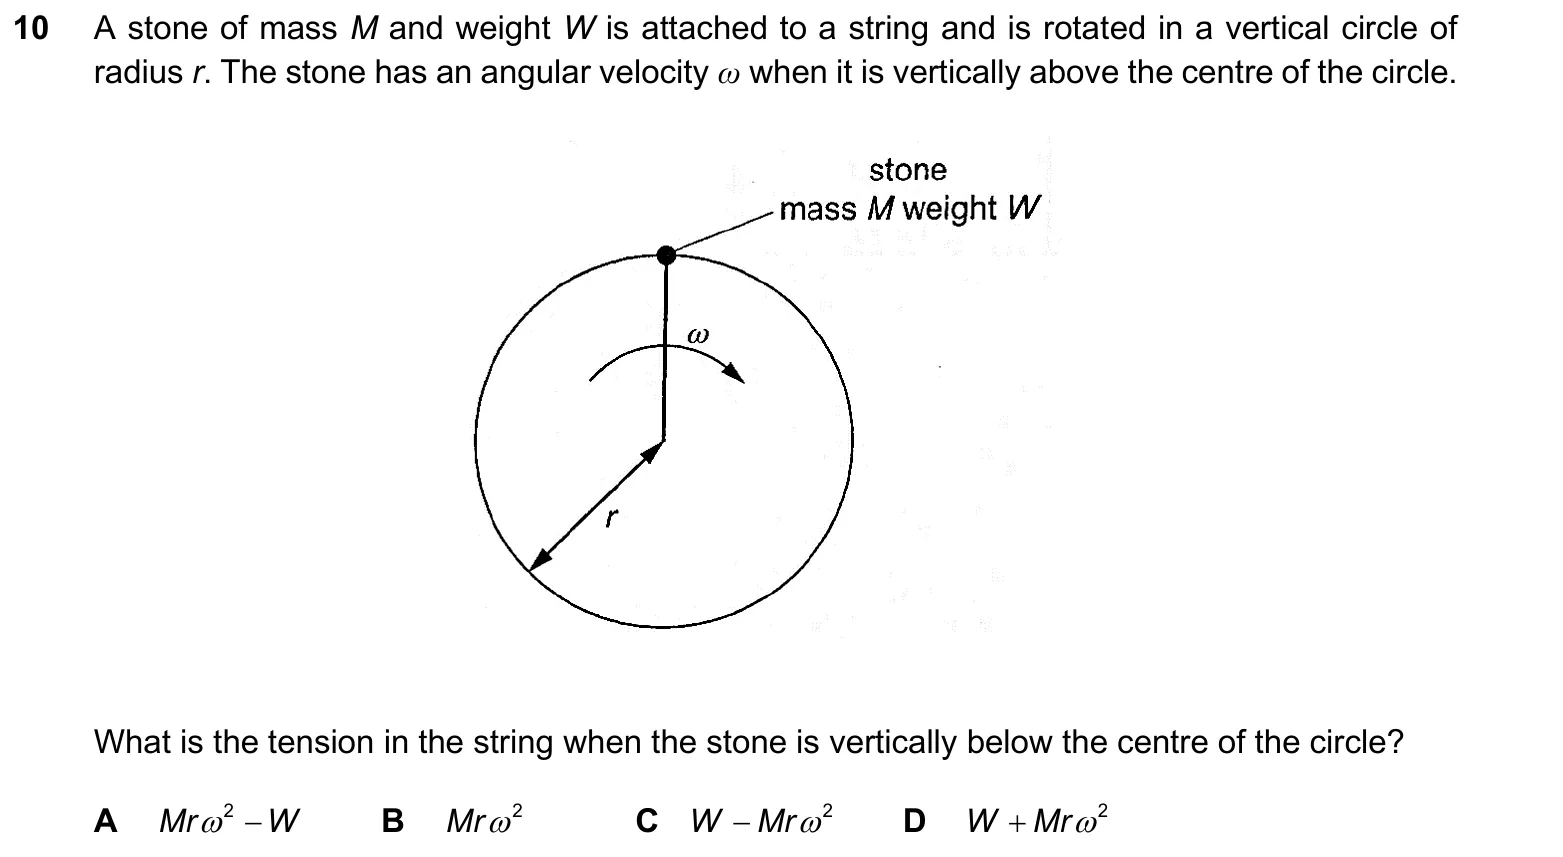 10 A stone of mass M and weight W is attached to a string and is rotated in a vertical circle of
radius r. The stone has an angular velocity ω when it is vertically above the centre of the circle.
stone
mass M weight W
ω
r
What is the tension in the string when the stone is vertically below the centre of the circle?
A Mrω² – W B Mrω² C W – Mrω² D W + Mrω²